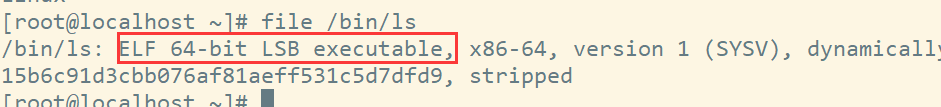 [root@localhost ~]# file /bin/ls
/bin/ls: ELF 64-bit LSB executable, x86-64, version 1 (SYSV), dynamically
15b6c91d3cbb076af81aeff531c5d7dfd9, stripped
[root@localhost ~]#